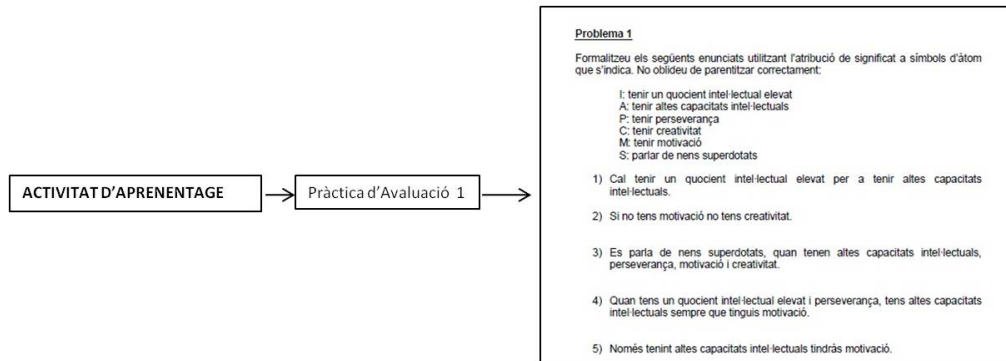 ACTIVITAT D'APRENENTAGE
Pràctica d'Avaluació 1
Problema 1
Formalitzeu els següents enunciats utilitzant l'atribució de significat a símbols d'àtom
que s'indica. No oblideu de parentitzar correctament:
I: tenir un quocient intel·lectual elevat
A: tenir altes capacitats intel·lectuals
P: tenir perseverança
C: tenir creativitat
M: tenir motivació
S: parlar de nens superdotats
1) Cal tenir un quocient intel·lectual elevat per a tenir altes capacitats
intel·lectuals.
2) Si no tens motivació no tens creativitat.
3) Es parla de nens superdotats, quan tenen altes capacitats intel·lectuals,
perseverança, motivació i creativitat.
4) Quan tens un quocient intel·lectual elevat i perseverança, tens altes capacitats
intel·lectuals sempre que tinguis motivació.
5) Només tenint altes capacitats intel·lectuals tindràs motivació.